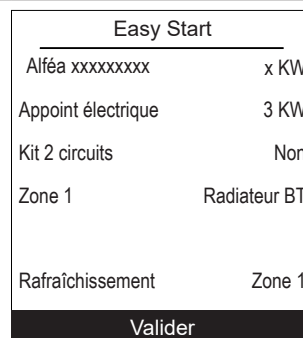 Easy Start
Alféa xxxxxxxxx x KW
Appoint électrique 3 KW
Kit 2 circuits Non
Zone 1 Radiateur BT
Rafraîchissement Zone 1
Valider